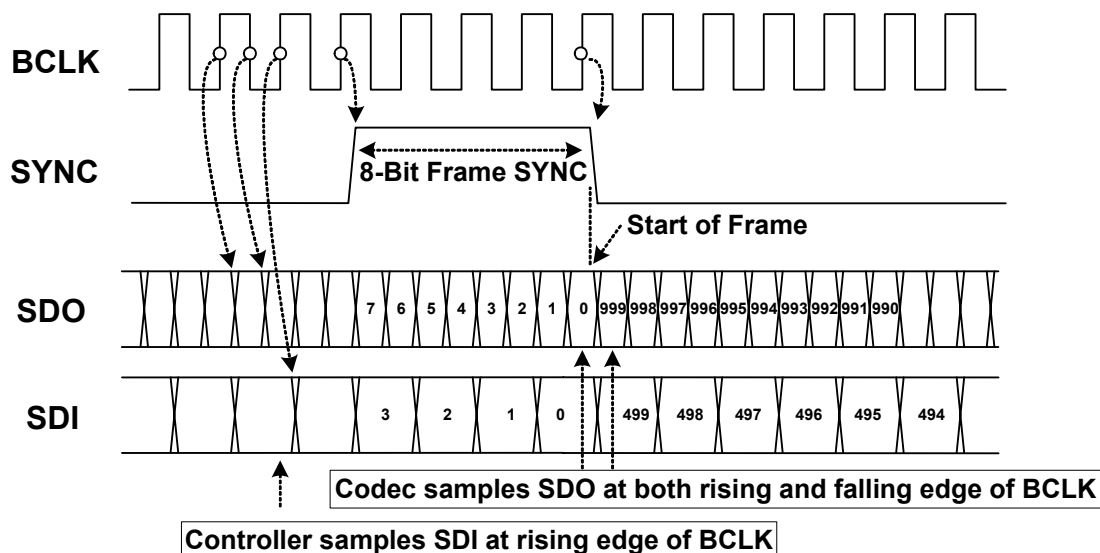 BCLK
SYNC
8-Bit Frame SYNC
Start of Frame
SDO
7 6 5 4 3 2 1 0 999 998 997 996 995 994 993 992 991 990
SDI
3 2 1 0 499 498 497 496 495 494
Codec samples SDO at both rising and falling edge of BCLK
Controller samples SDI at rising edge of BCLK